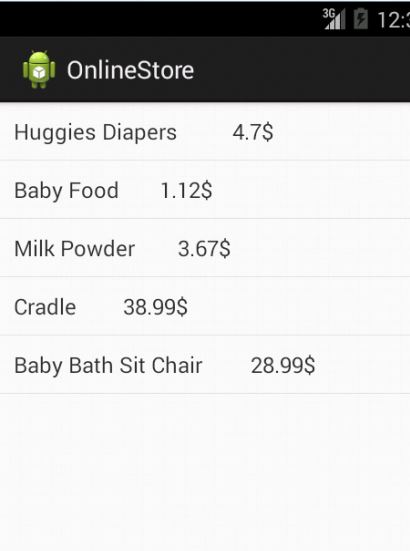 3G 12:3
OnlineStore
Huggies Diapers 4.7$
Baby Food 1.12$
Milk Powder 3.67$
Cradle 38.99$
Baby Bath Sit Chair 28.99$